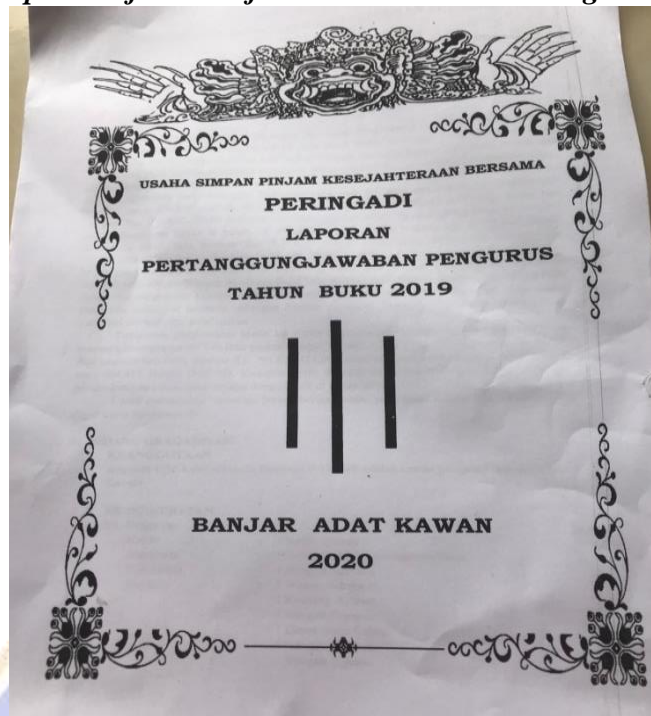 USAHA SIMPAN PINJAM KESEJAHTERAAN BERSAMA
PERINGADI
LAPORAN
PERTANGGUNGJAWABAN PENGURUS
TAHUN BUKU 2019
BANJAR ADAT KAWAN
2020